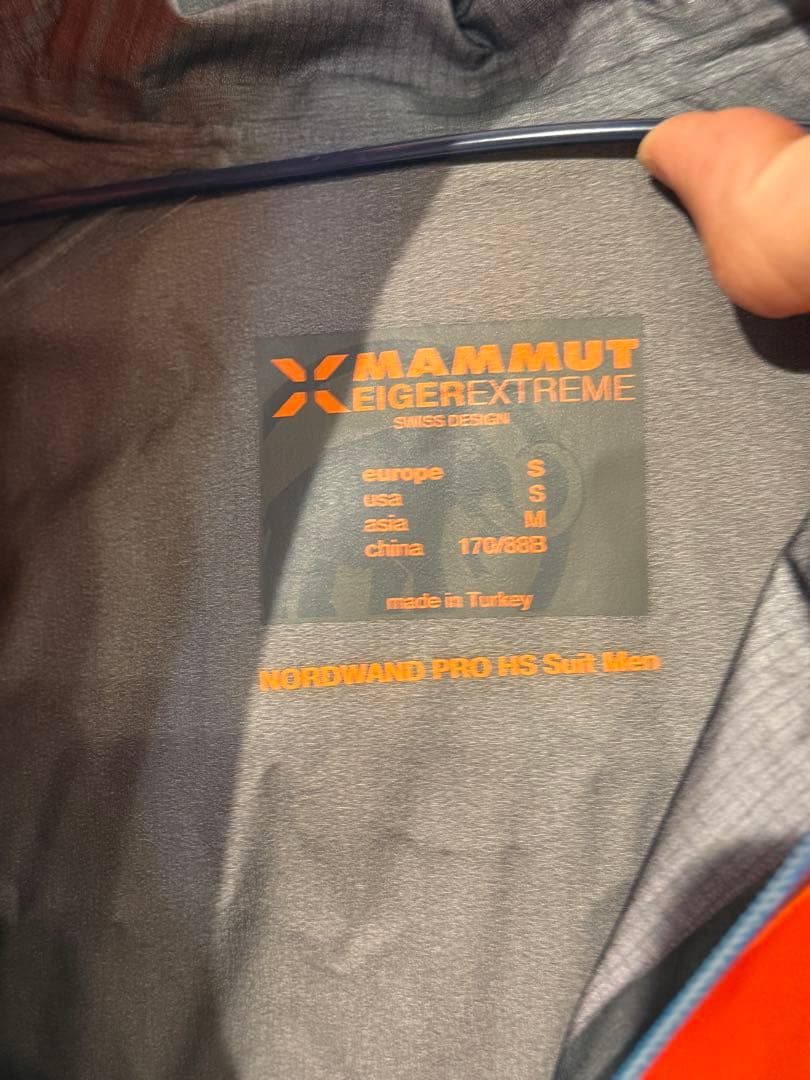 MAMMUT
EIGEREXTREME
SWISS DESIGN
europe S
usa S
asia M
china 170/88B
made in Turkey
NORDWAND PRO HS Suit Men